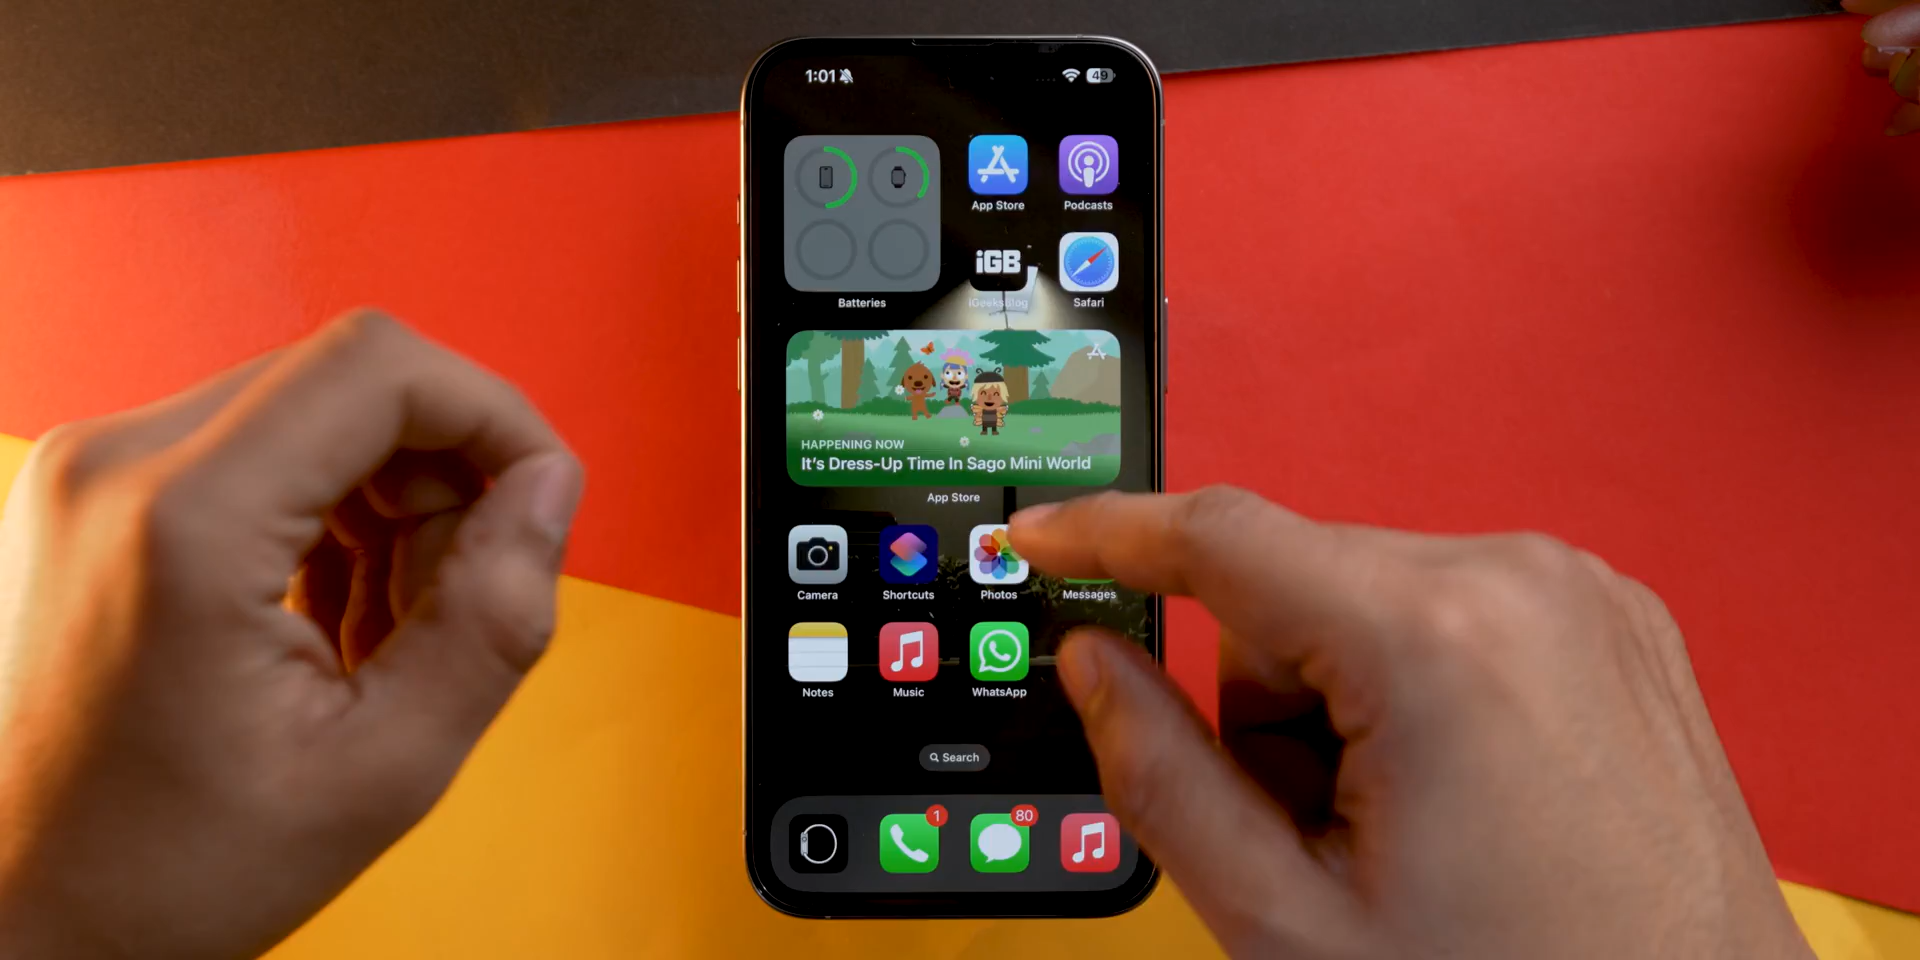 1:01
49
App Store
Podcasts
iGB
Batteries
iGeeksBlog
Safari
HAPPENING NOW
It's Dress-Up Time In Sago Mini World
App Store
Camera
Shortcuts
Photos
Messages
Notes
Music
WhatsApp
Search
1
80